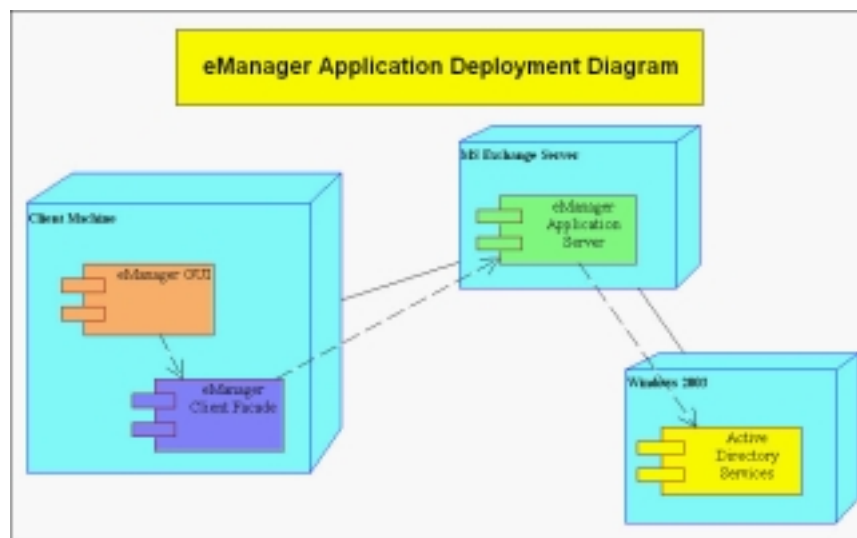 eManager Application Deployment Diagram
MS Exchange Server
eManager
Application
Server
Client Machine
eManager GUI
eManager
Client Facade
Windows 2003
Active
Directory
Services